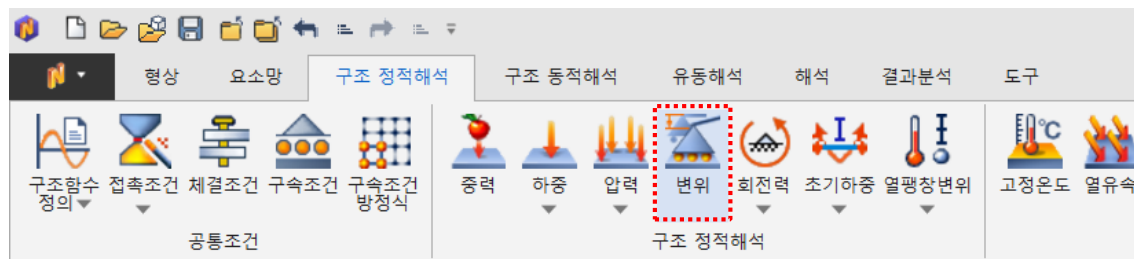 형상 요소망 구조 정적해석 구조 동적해석 유동해석 해석 결과분석 도구
구조함수 정의 접촉조건 체결조건 구속조건 구속조건 방정식 중력 하중 압력 변위 회전력 초기하중 열팽창변위 고정온도 열유속
공통조건 구조 정적해석